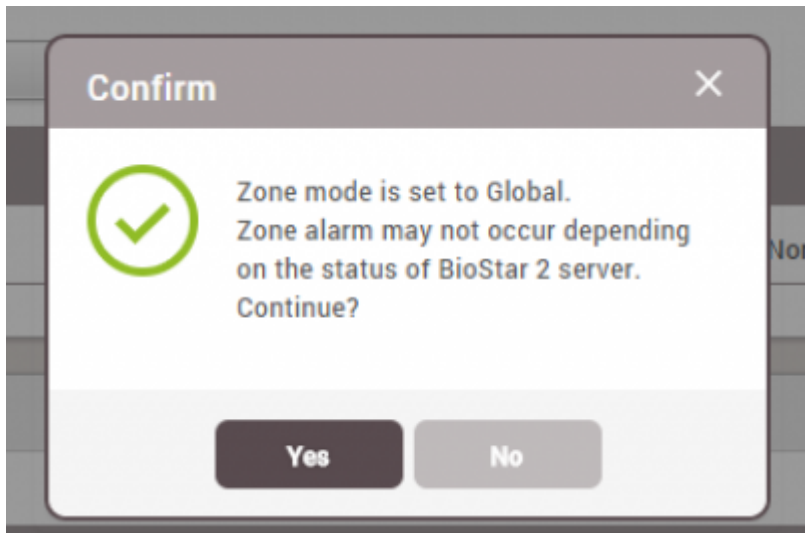 Confirm
Zone mode is set to Global.
Zone alarm may not occur depending
on the status of BioStar 2 server.
Continue?
Yes
No